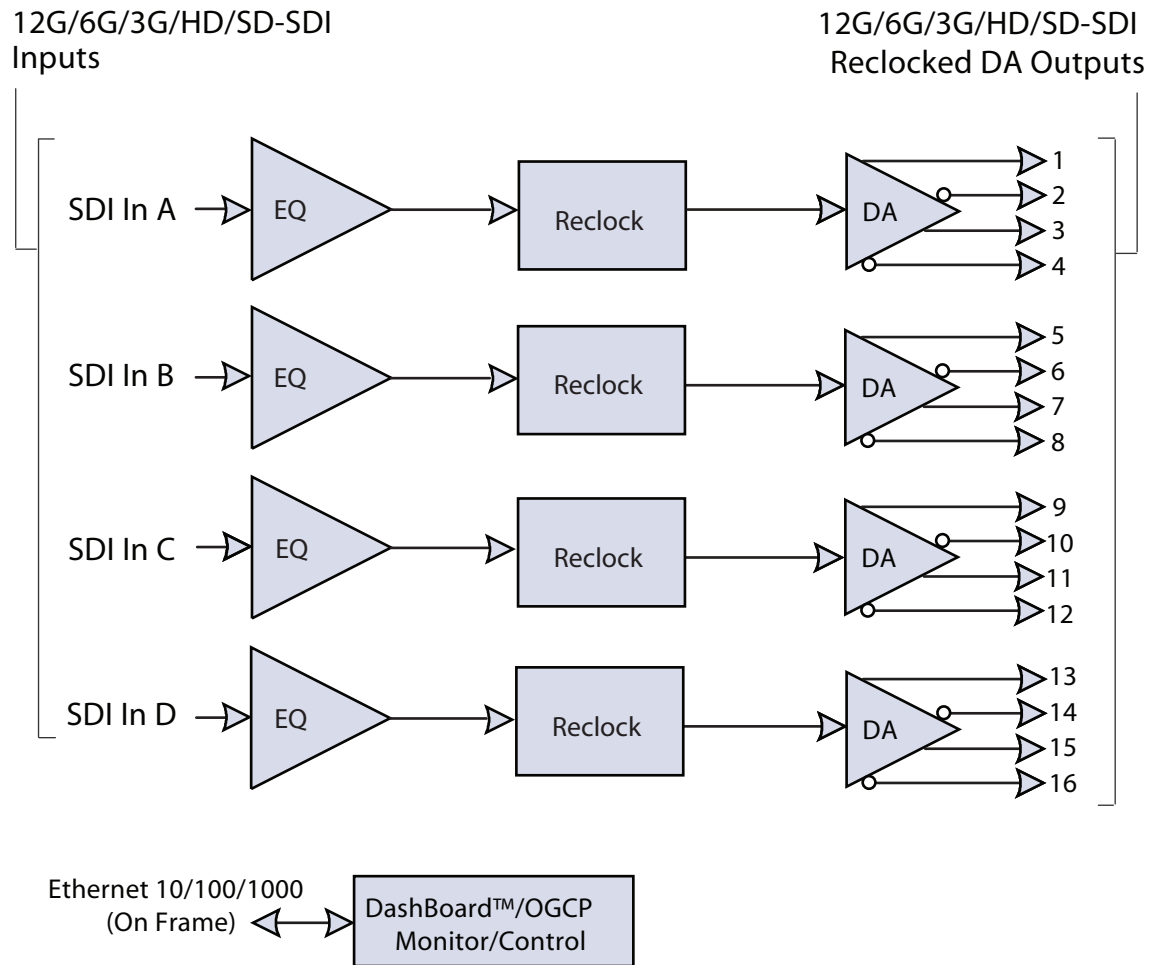 12G/6G/3G/HD/SD-SDI
Inputs
12G/6G/3G/HD/SD-SDI
Reclocked DA Outputs
SDI In A
EQ
Reclock
DA
1
2
3
4
SDI In B
EQ
Reclock
DA
5
6
7
8
SDI In C
EQ
Reclock
DA
9
10
11
12
SDI In D
EQ
Reclock
DA
13
14
15
16
Ethernet 10/100/1000
(On Frame)
DashBoard™/OGCP
Monitor/Control